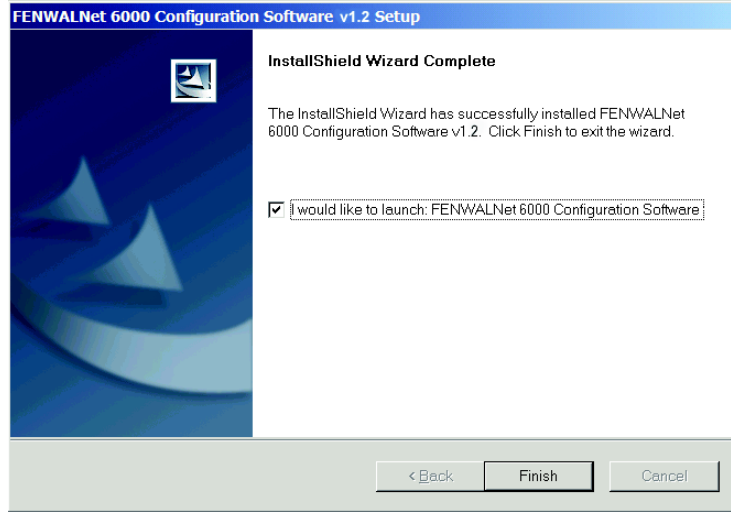 FENWALNet 6000 Configuration Software v1.2 Setup
InstallShield Wizard Complete
The InstallShield Wizard has successfully installed FENWALNet
6000 Configuration Software v1.2. Click Finish to exit the wizard.
I would like to launch: FENWALNet 6000 Configuration Software
< Back
Finish
Cancel